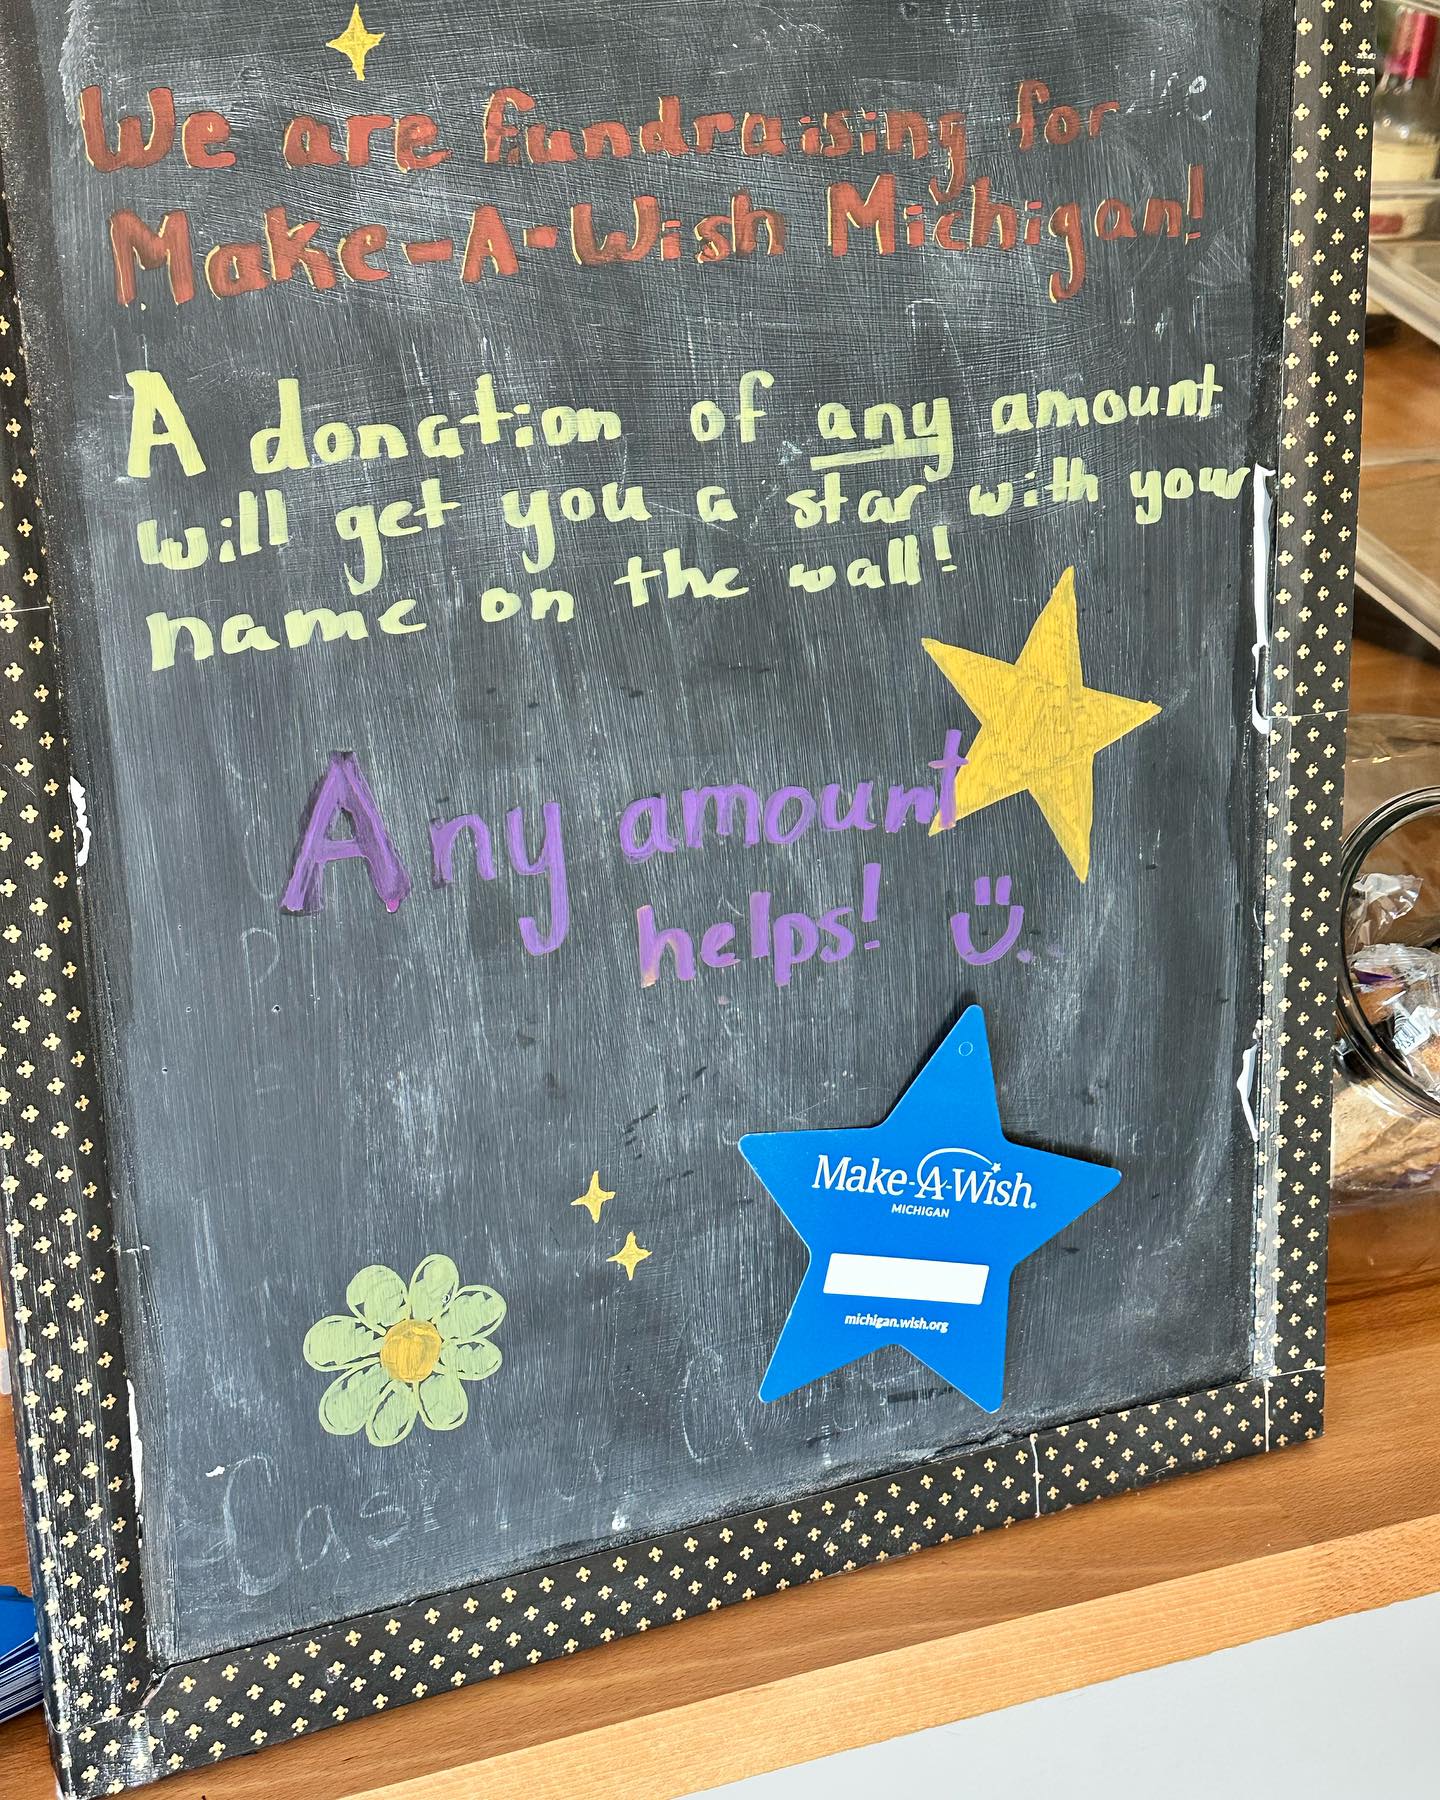 We are fundraising for
Make-A-Wish Michigan!
A donation of any amount
will get you a star with your
name on the wall!
Any amount
helps!
Make-A-Wish.
MICHIGAN
michigan.wish.org